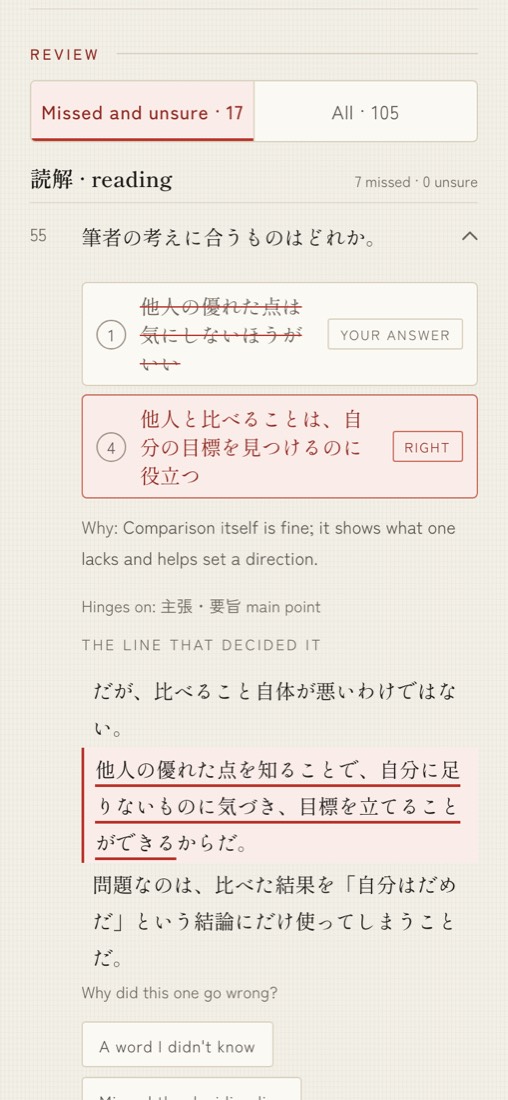 REVIEW
Missed and unsure · 17
All · 105
読解 · reading
7 missed · 0 unsure
55
筆者の考えに合うものはどれか。
1
他人の優れた点は
気にしないほうが
いい
YOUR ANSWER
4
他人と比べることは、自
分の目標を見つけるのに
役立つ
RIGHT
Why: Comparison itself is fine; it shows what one
lacks and helps set a direction.
Hinges on: 主張・要旨 main point
THE LINE THAT DECIDED IT
だが、比べること自体が悪いわけではな
い。
他人の優れた点を知ることで、自分に足
りないものに気づき、目標を立てること
ができるからだ。
問題なのは、比べた結果を「自分はだめ
だ」という結論にだけ使ってしまうこと
だ。
Why did this one go wrong?
A word I didn't know